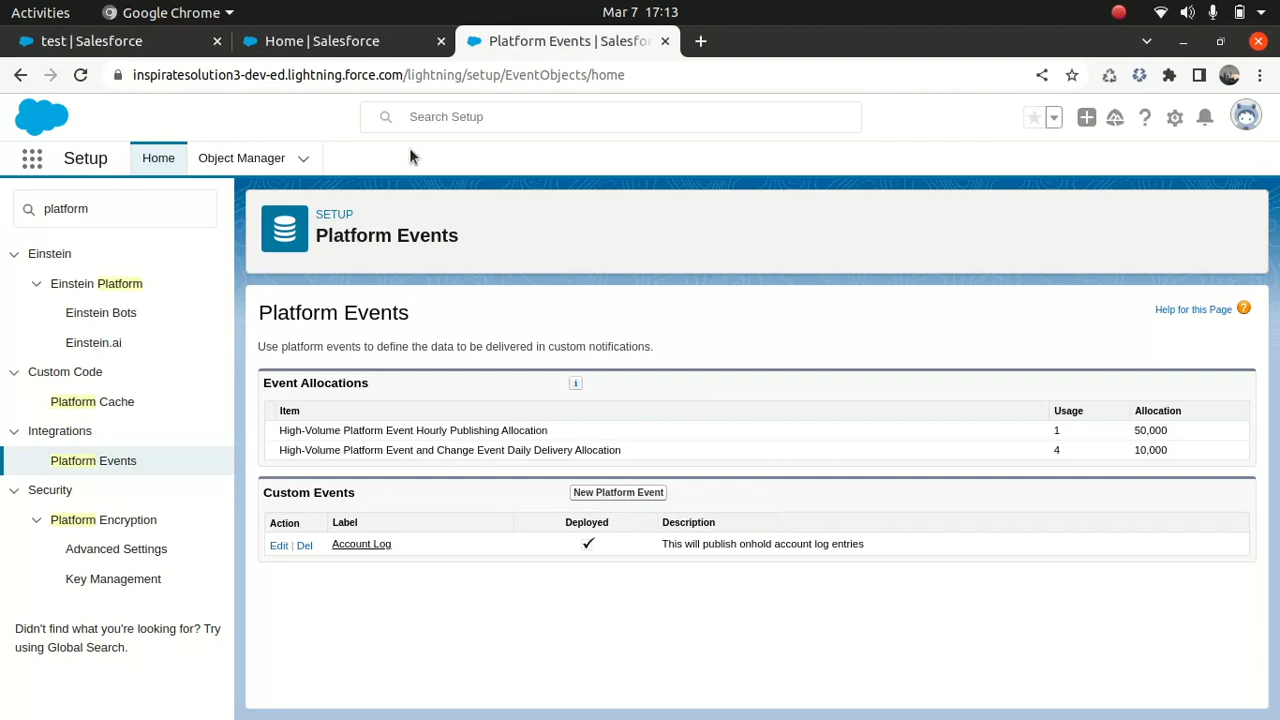 Activities
Google Chrome
Mar 7 17:13
test | Salesforce
Home | Salesforce
Platform Events | Salesfor
inspiratesolution3-dev-ed.lightning.force.com/lightning/setup/EventObjects/home
Search Setup
Setup
Home
Object Manager
platform
SETUP
Platform Events
Einstein
Einstein Platform
Einstein Bots
Einstein.ai
Custom Code
Platform Cache
Integrations
Platform Events
Security
Platform Encryption
Advanced Settings
Key Management
Didn't find what you're looking for? Try
using Global Search.
Platform Events
Help for this Page ?
Use platform events to define the data to be delivered in custom notifications.
Event Allocations i
Item Usage Allocation
High-Volume Platform Event Hourly Publishing Allocation 1 50,000
High-Volume Platform Event and Change Event Daily Delivery Allocation 4 10,000
Custom Events New Platform Event
Action Label Deployed Description
Edit | Del Account Log This will publish onhold account log entries